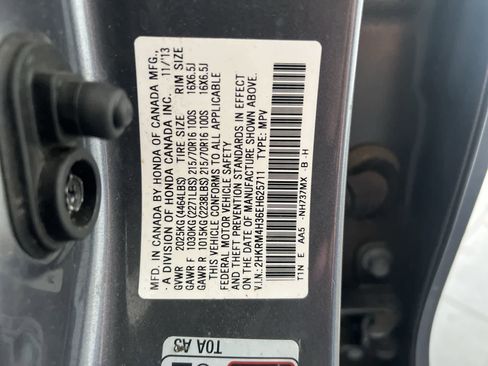 MFD. IN CANADA BY HONDA OF CANADA MFG.,
A DIVISION OF HONDA CANADA INC. 11/13
GVWR 2025KG(4464LBS) TIRE SIZE RIM SIZE
GAWR F 1030KG(2271LBS) 215/70R16 100S 16X6.5J
GAWR R 1015KG(2238LBS) 215/70R16 100S 16X6.5J
THIS VEHICLE CONFORMS TO ALL APPLICABLE
FEDERAL MOTOR VEHICLE SAFETY
AND THEFT PREVENTION STANDARDS IN EFFECT
ON THE DATE OF MANUFACTURE SHOWN ABOVE.
V.I.N.: 2HKRM4H36EH625711 TYPE: MPV
T1N E AA5 -NH737MX -B -H
T0A A3